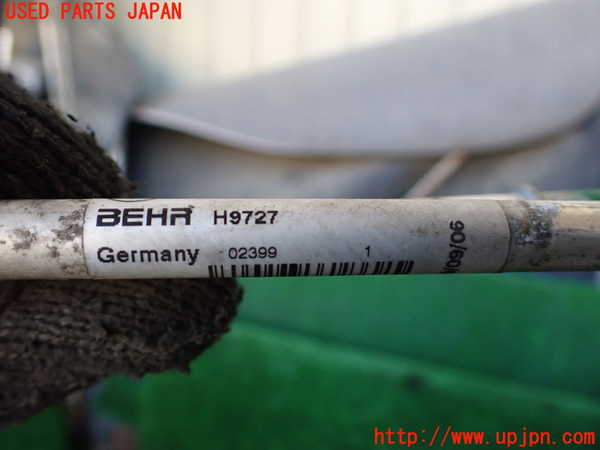 USED PARTS JAPAN
BEHR H9727
Germany 02399 1
/09/06
http://www.upjpn.com/